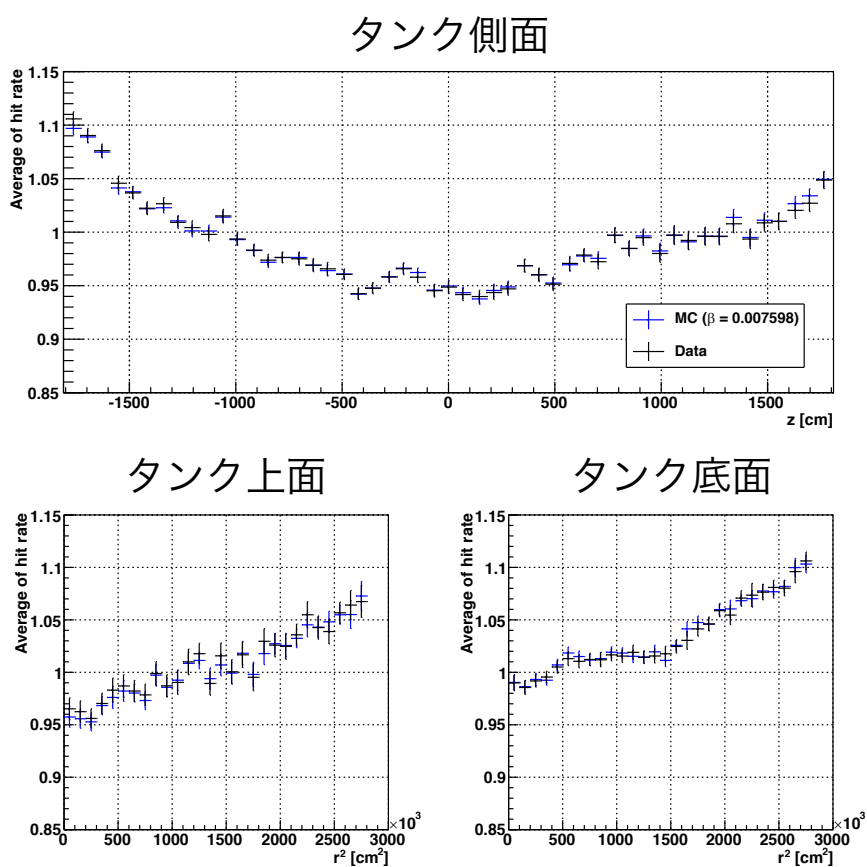 タンク側面
Average of hit rate
1.15
1.1
1.05
1
0.95
0.9
0.85
-1500 -1000 -500 0 500 1000 1500
z [cm]
MC (β = 0.007598)
Data
タンク上面
Average of hit rate
1.15
1.1
1.05
1
0.95
0.9
0.85
0 500 1000 1500 2000 2500 3000
×10³
r² [cm²]
タンク底面
Average of hit rate
1.15
1.1
1.05
1
0.95
0.9
0.85
0 500 1000 1500 2000 2500 3000
×10³
r² [cm²]